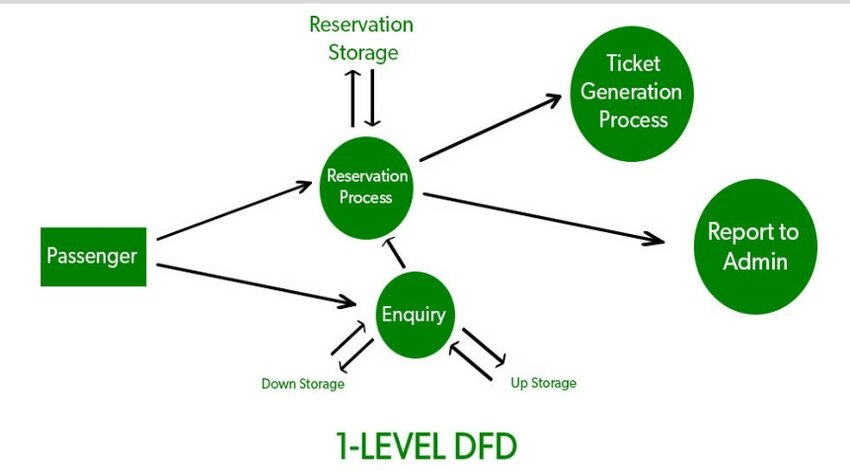 Reservation
Storage
Ticket
Generation
Process
Reservation
Process
Passenger
Report to
Admin
Enquiry
Down Storage
Up Storage
1-LEVEL DFD